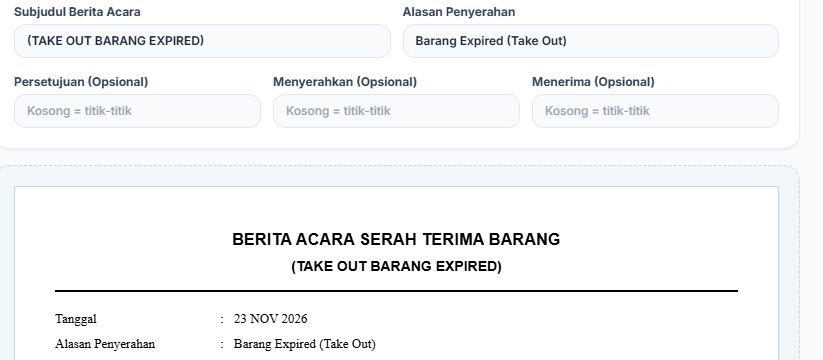 Subjudul Berita Acara
Alasan Penyerahan
(TAKE OUT BARANG EXPIRED)
Barang Expired (Take Out)
Persetujuan (Opsional)
Menyerahkan (Opsional)
Menerima (Opsional)
Kosong = titik-titik
Kosong = titik-titik
Kosong = titik-titik
BERITA ACARA SERAH TERIMA BARANG
(TAKE OUT BARANG EXPIRED)
Tanggal : 23 NOV 2026
Alasan Penyerahan : Barang Expired (Take Out)